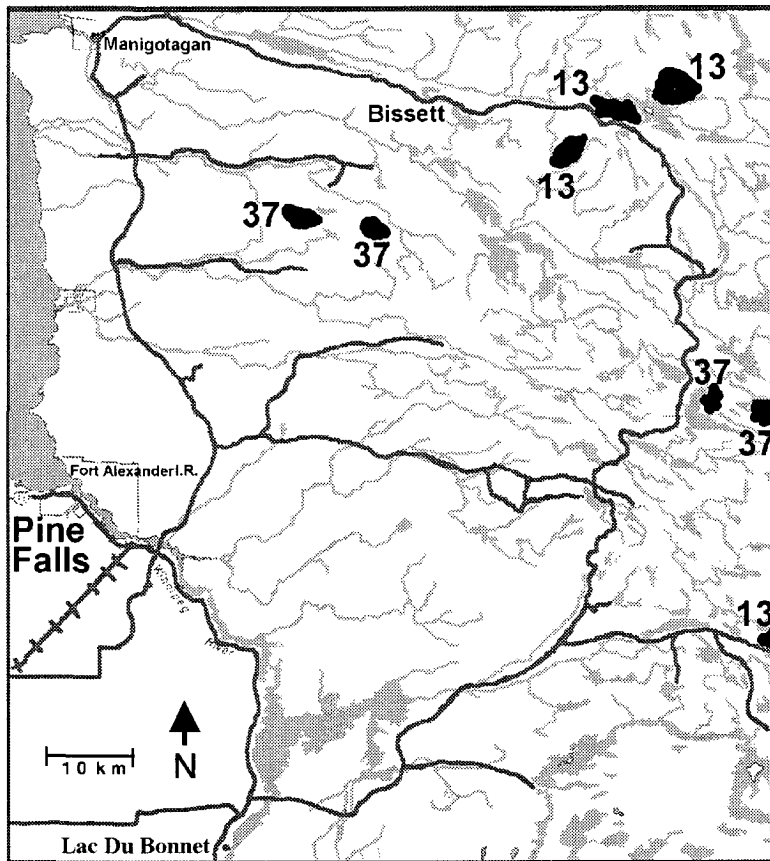 Manigotagan
13
13
Bissett
13
37
37
37
37
Fort Alexander I.R.
Pine
Falls
13
N
10 km
Lac Du Bonnet